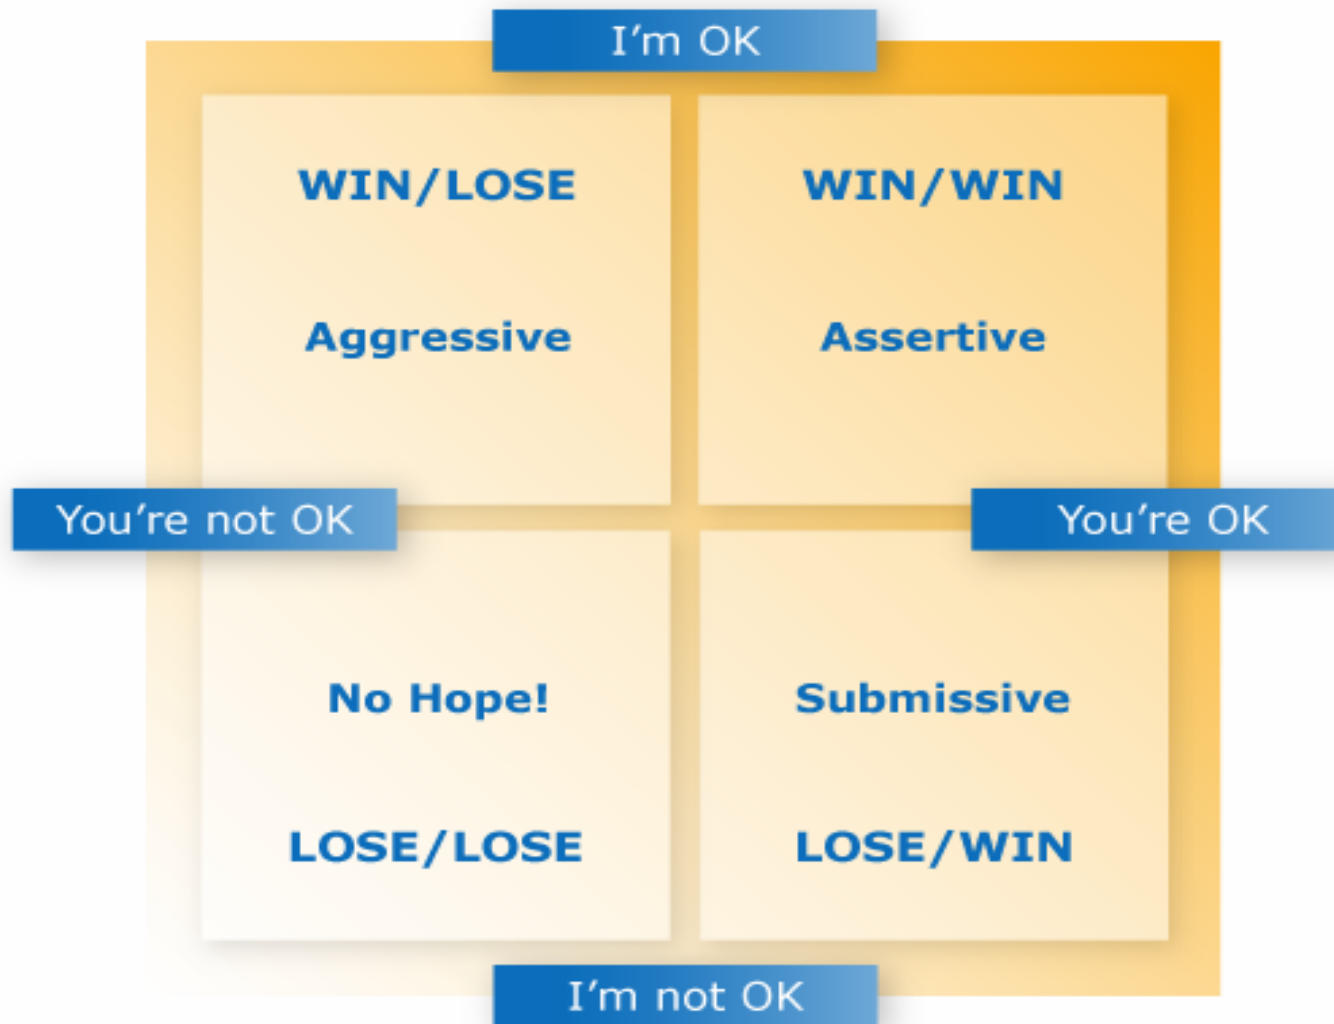 I'm OK
WIN/LOSE
WIN/WIN
Aggressive
Assertive
You're not OK
You're OK
No Hope!
Submissive
LOSE/LOSE
LOSE/WIN
I'm not OK